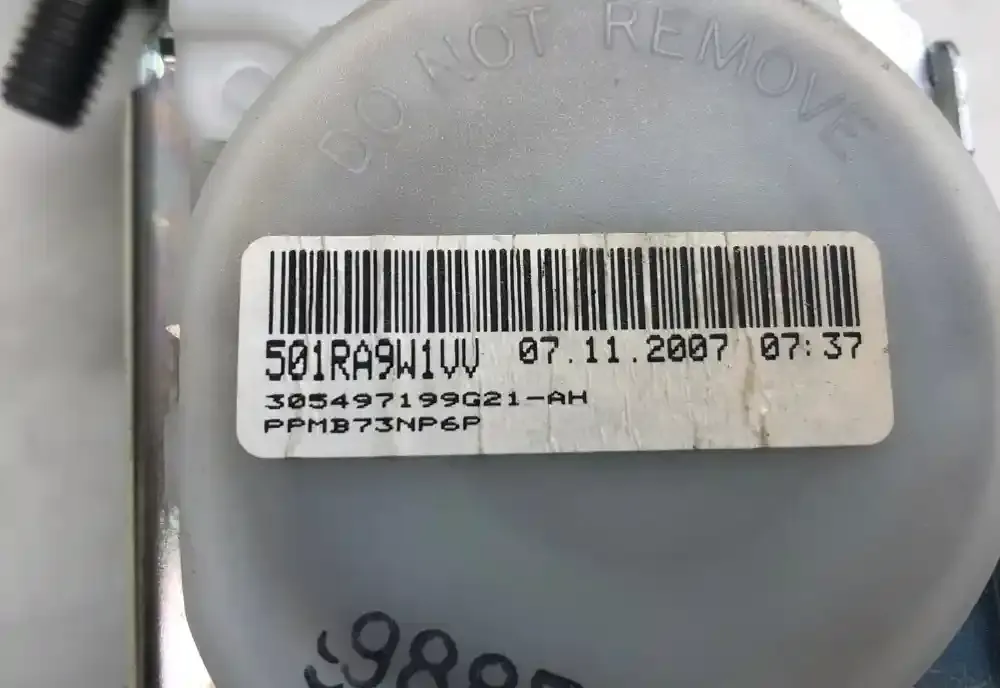 DO NOT REMOVE
501RA9W1VV 07.11.2007 07:37
305497199G21-AH
PPMB73NP6P